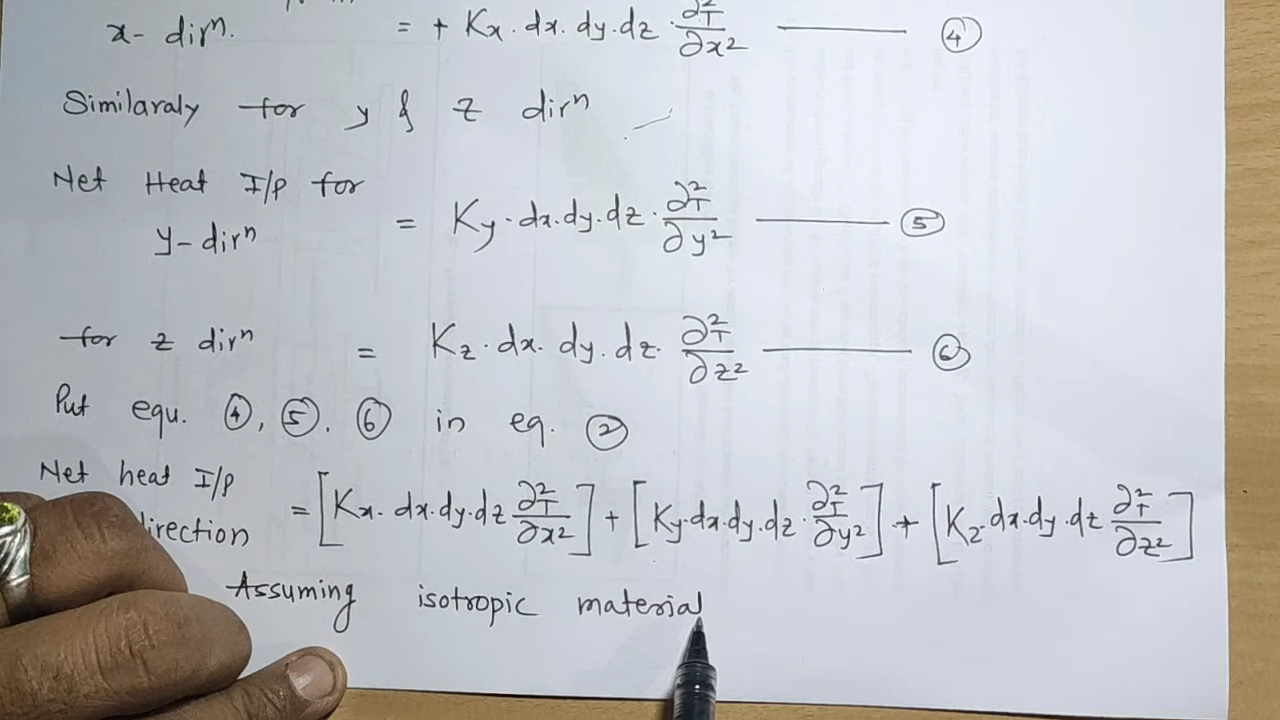 x- dirⁿ. = + Kx . dx. dy. dz . ∂²T/∂x² ——— ④
Similaraly for y & z dirⁿ
Net Heat I/p for
y- dirⁿ = Ky . dx. dy. dz . ∂²T/∂y² ——— ⑤
for z dirⁿ = Kz . dx. dy. dz. ∂²T/∂z² ——— ⑥
Put equ. ④, ⑤, ⑥ in eq. ②
Net heat I/p
direction = [Kx. dx.dy.dz ∂²T/∂x²] + [Ky.dx.dy.dz . ∂²T/∂y²] + [Kz.dx.dy.dz ∂²T/∂z²]
Assuming isotropic material